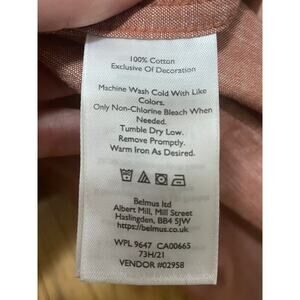 100% Cotton
Exclusive Of Decoration
Machine Wash Cold With Like
Colors.
Only Non-Chlorine Bleach When
Needed.
Tumble Dry Low.
Remove Promptly.
Warm Iron As Desired.
Belmus ltd
Albert Mill, Mill Street
Haslingden, BB4 5JW
https://belmus.co.uk
WPL 9647 CA00665
73H/21
VENDOR #02958